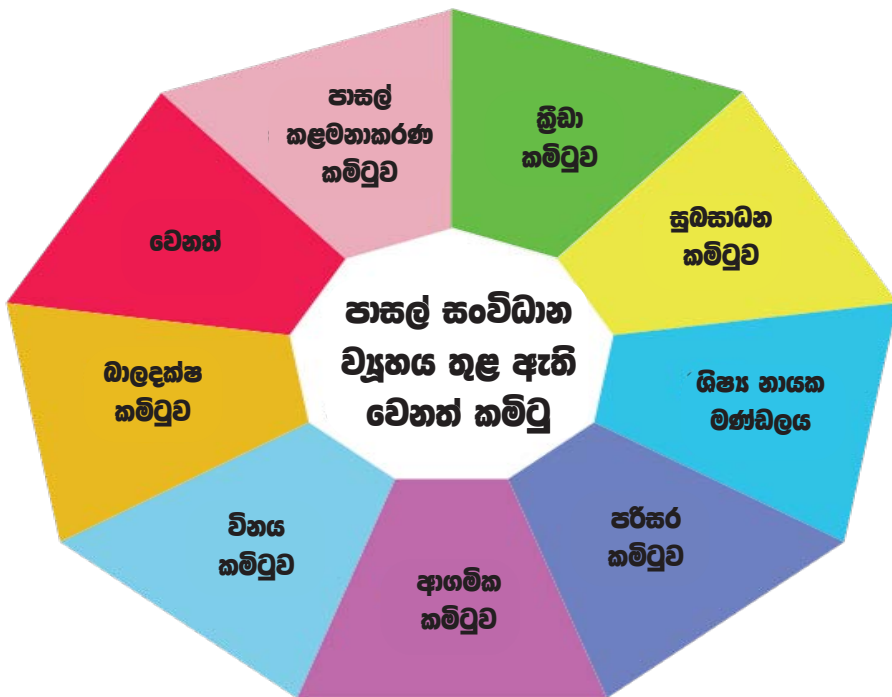 පාසල් සංවිධාන
ව්‍යුහය තුළ ඇති
වෙනත් කමිටු
පාසල්
කළමනාකරණ
කමිටුව
ක්‍රීඩා
කමිටුව
සුබසාධන
කමිටුව
ශිෂ්‍ය නායක
මණ්ඩලය
පරිසර
කමිටුව
ආගමික
කමිටුව
විනය
කමිටුව
බාලදක්ෂ
කමිටුව
වෙනත්